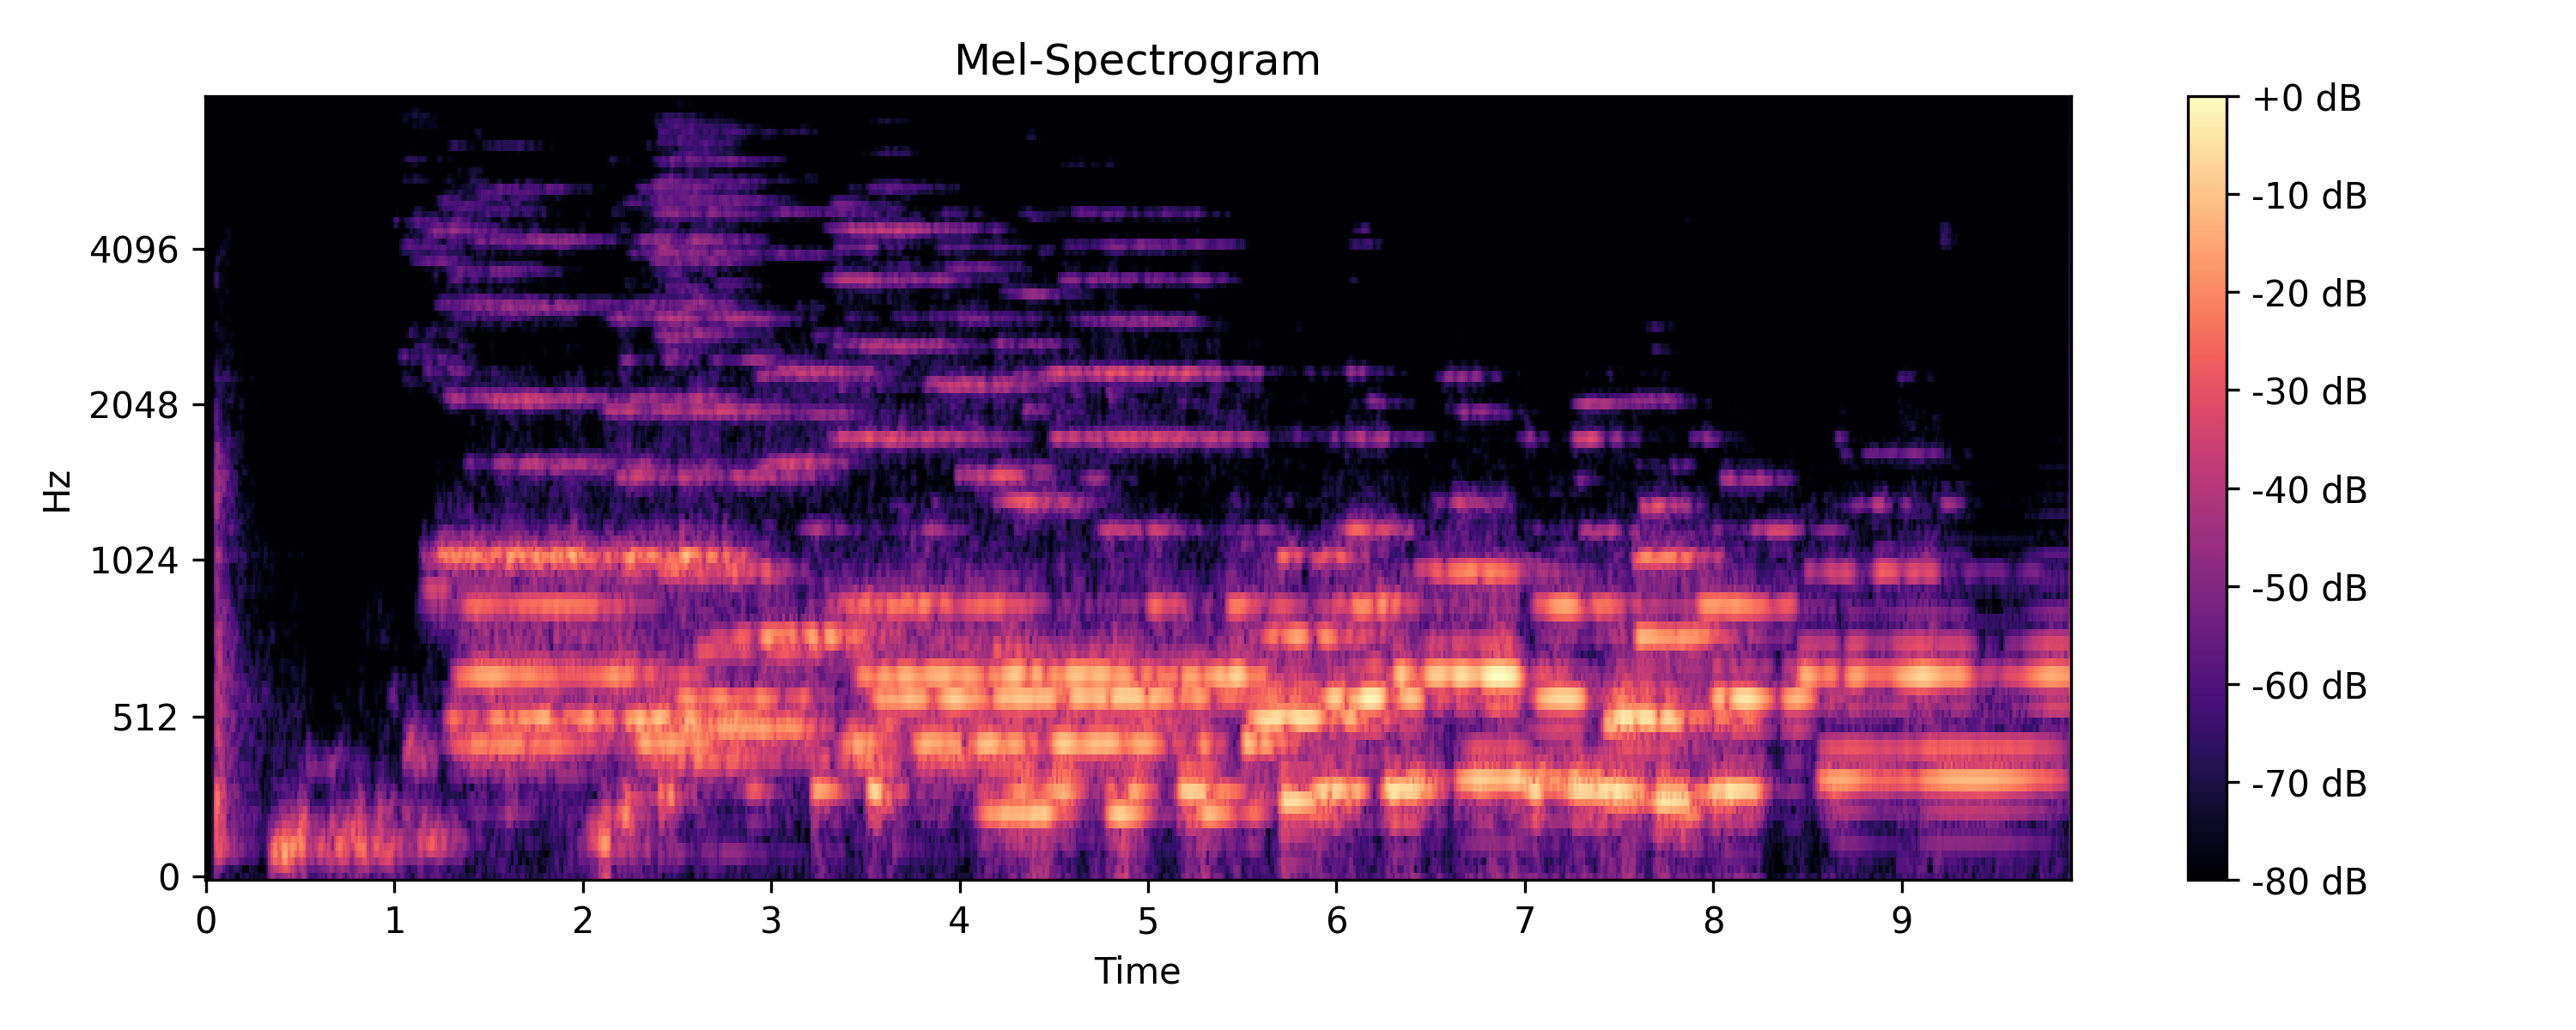 Mel-Spectrogram
+0 dB
-10 dB
-20 dB
-30 dB
-40 dB
-50 dB
-60 dB
-70 dB
-80 dB
Hz
4096
2048
1024
512
0
0 1 2 3 4 5 6 7 8 9
Time